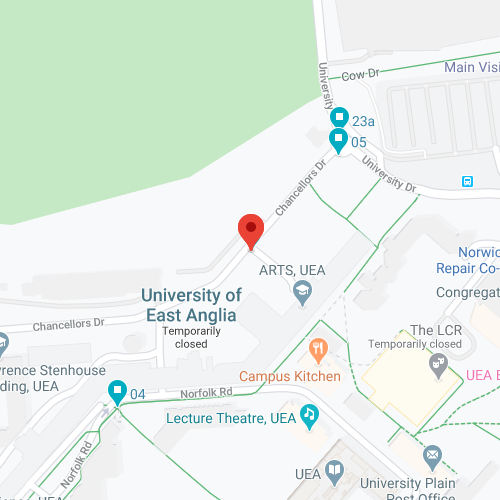 Cow-Dr
Main Visi
University
23a
05
University Dr
Chancellors Dr
ARTS, UEA
Norwic
Repair Co-
Congregat
University of
East Anglia
Temporarily
closed
Chancellors Dr
The LCR
Temporarily closed
wrence Stenhouse
ding, UEA
Campus Kitchen
UEA B
04
Norfolk Rd
Lecture Theatre, UEA
Norfolk Rd
UEA
University Plain
Post Office